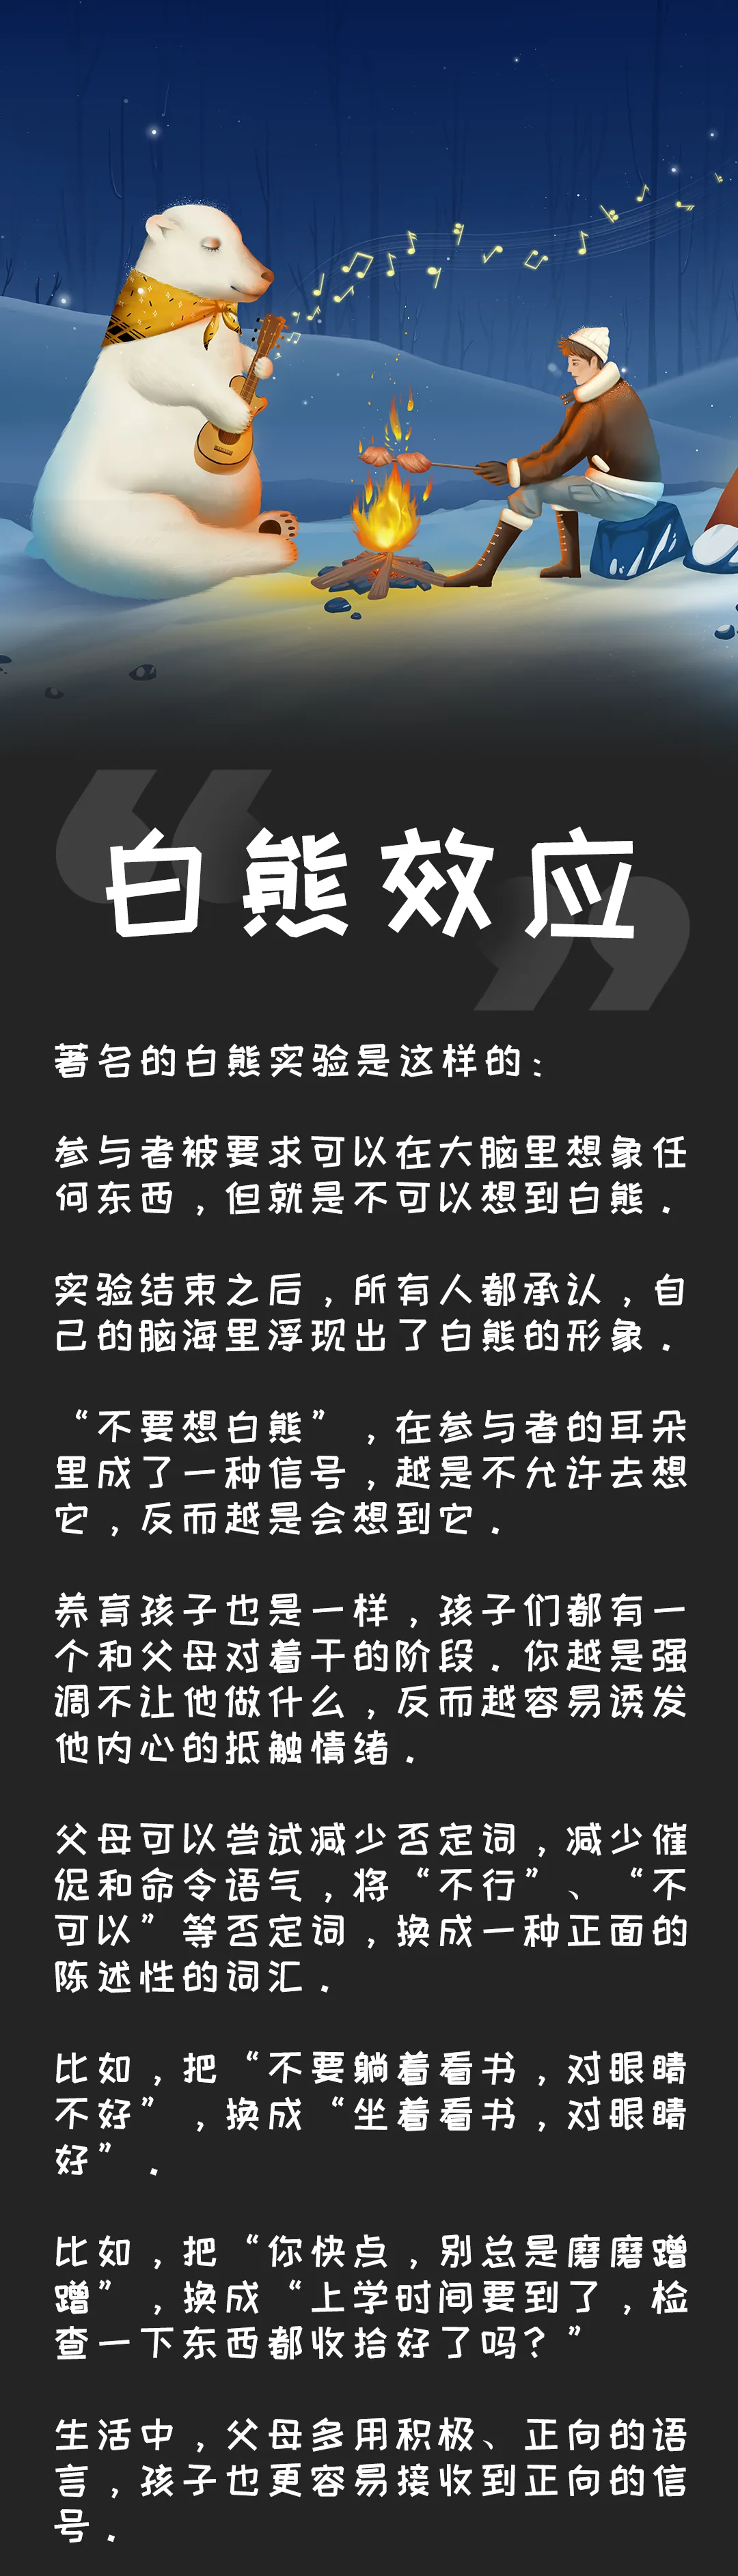 白熊效应
著名的白熊实验是这样的：
参与者被要求可以在大脑里想象任
何东西，但就是不可以想到白熊．
实验结束之后，所有人都承认，自
己的脑海里浮现出了白熊的形象．
“不要想白熊”，在参与者的耳朵
里成了一种信号，越是不允许去想
它，反而越是会想到它．
养育孩子也是一样，孩子们都有一
个和父母对着干的阶段．你越是强
调不让他做什么，反而越容易诱发
他内心的抵触情绪．
父母可以尝试减少否定词，减少催
促和命令语气，将“不行”、“不
可以”等否定词，换成一种正面的
陈述性的词汇．
比如，把“不要躺着看书，对眼睛
不好”，换成“坐着看书，对眼睛
好”．
比如，把“你快点，别总是磨磨蹭
蹭”，换成“上学时间要到了，检
查一下东西都收拾好了吗？”
生活中，父母多用积极、正向的语
言，孩子也更容易接收到正向的信
号．